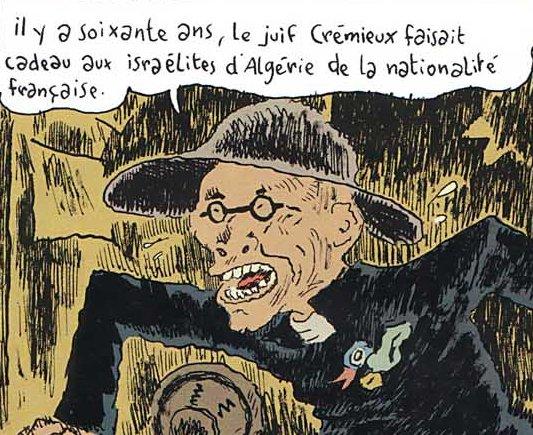 il y a soixante ans, le juif Crémieux faisait
cadeau aux israélites d'Algérie de la nationalité
française.